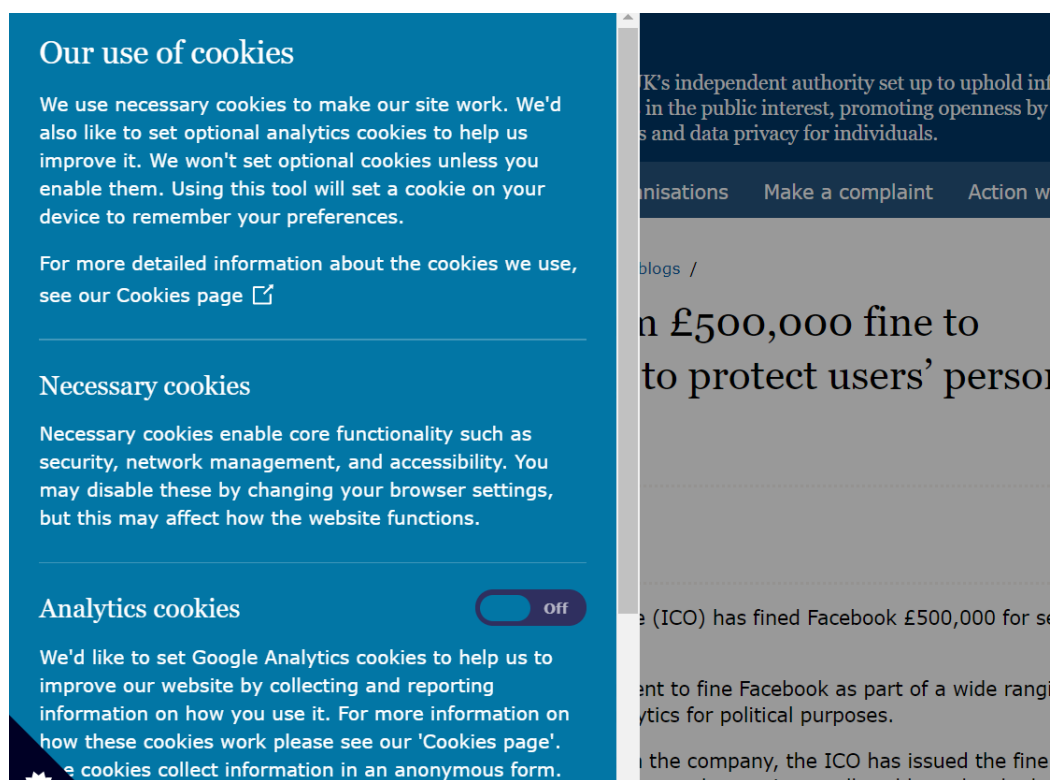 Our use of cookies
We use necessary cookies to make our site work. We'd
also like to set optional analytics cookies to help us
improve it. We won't set optional cookies unless you
enable them. Using this tool will set a cookie on your
device to remember your preferences.
For more detailed information about the cookies we use,
see our Cookies page
Necessary cookies
Necessary cookies enable core functionality such as
security, network management, and accessibility. You
may disable these by changing your browser settings,
but this may affect how the website functions.
Analytics cookies
Off
We'd like to set Google Analytics cookies to help us to
improve our website by collecting and reporting
information on how you use it. For more information on
how these cookies work please see our 'Cookies page'.
cookies collect information in an anonymous form.
K's independent authority set up to uphold inf
in the public interest, promoting openness by
s and data privacy for individuals.
nisations Make a complaint Action w
blogs /
£500,000 fine to
to protect users' person
(ICO) has fined Facebook £500,000 for se
ent to fine Facebook as part of a wide rangi
ytics for political purposes.
the company, the ICO has issued the fine